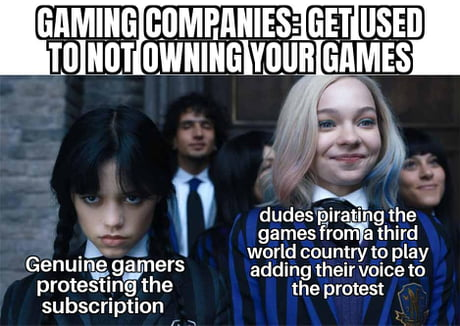 GAMING COMPANIES: GET USED
TO NOT OWNING YOUR GAMES
Genuine gamers
protesting the
subscription
dudes pirating the
games from a third
world country to play
adding their voice to
the protest